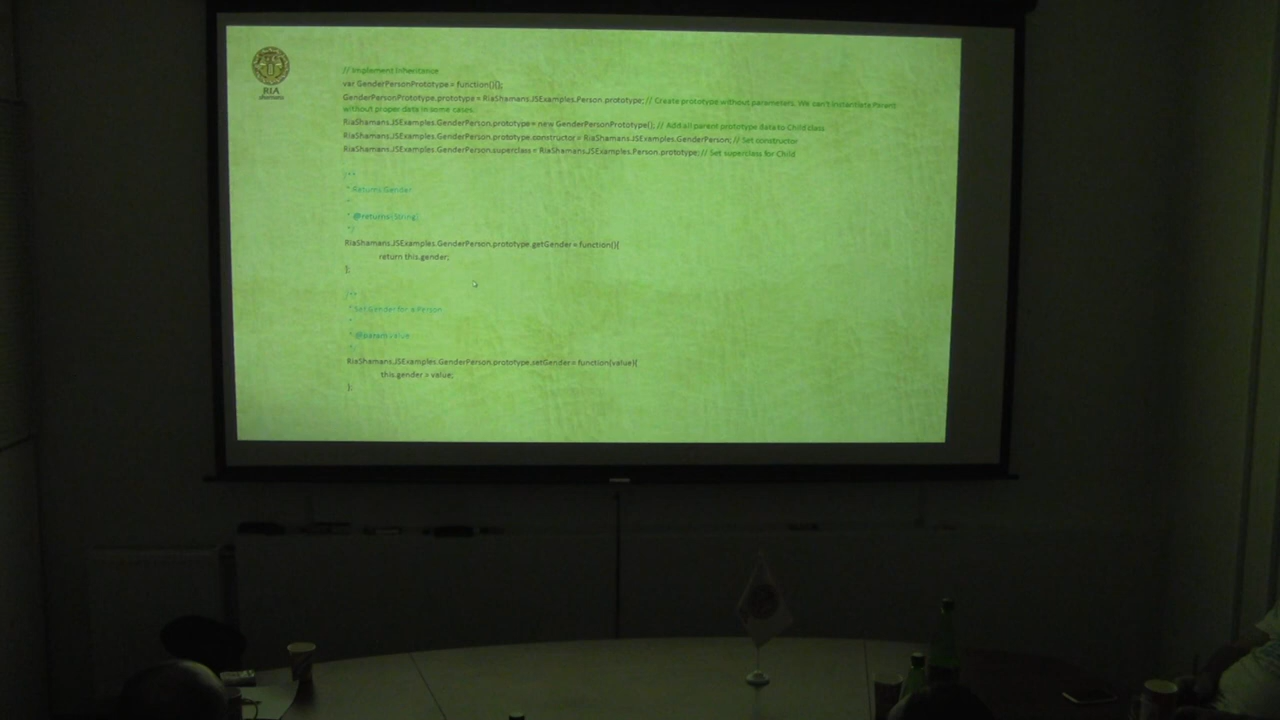 RIA
shamans
// Implement inheritance
var GenderPersonPrototype = function(){};
GenderPersonPrototype.prototype = RiaShamans.JSExamples.Person.prototype; // Create prototype without parameters. We can't instantiate Parent
without proper data in some cases.
RiaShamans.JSExamples.GenderPerson.prototype = new GenderPersonPrototype(); // Add all parent prototype data to Child class
RiaShamans.JSExamples.GenderPerson.prototype.constructor = RiaShamans.JSExamples.GenderPerson; // Set constructor
RiaShamans.JSExamples.GenderPerson.superclass = RiaShamans.JSExamples.Person.prototype; // Set superclass for Child
/**
* Returns Gender
*
* @returns {String}
*/
RiaShamans.JSExamples.GenderPerson.prototype.getGender = function(){
return this.gender;
};
/**
* Set Gender for a Person
*
* @param value
*/
RiaShamans.JSExamples.GenderPerson.prototype.setGender = function(value){
this.gender = value;
};